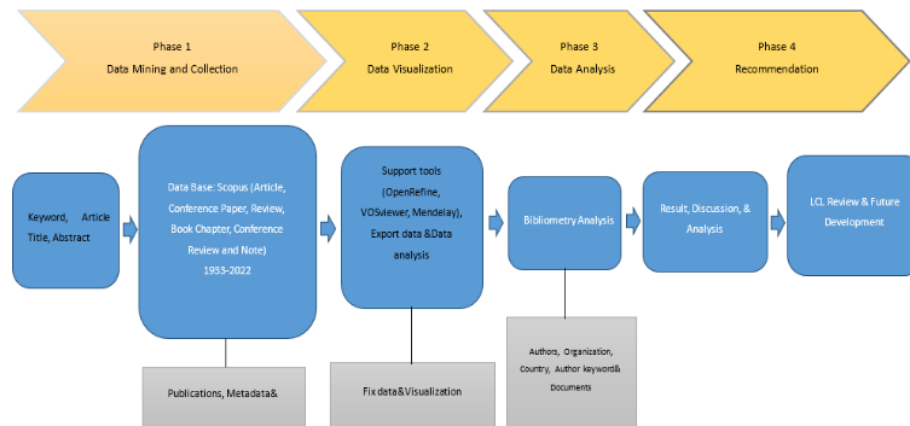 Phase 1
Data Mining and Collection
Phase 2
Data Visualization
Phase 3
Data Analysis
Phase 4
Recommendation
Keyword, Article
Title, Abstract
Data Base: Scopus (Article,
Conference Paper, Review,
Book Chapter, Conference
Review and Note)
1933-2022
Support tools
(OpenRefine,
VOSviewer, Mendelay),
Export data &Data
analysis
Bibliometry Analysis
Result, Discussion, &
Analysis
LCL Review & Future
Development
Publications, Metadata&
Fix data&Visualization
Authors, Organization,
Country, Author keyword&
Documents